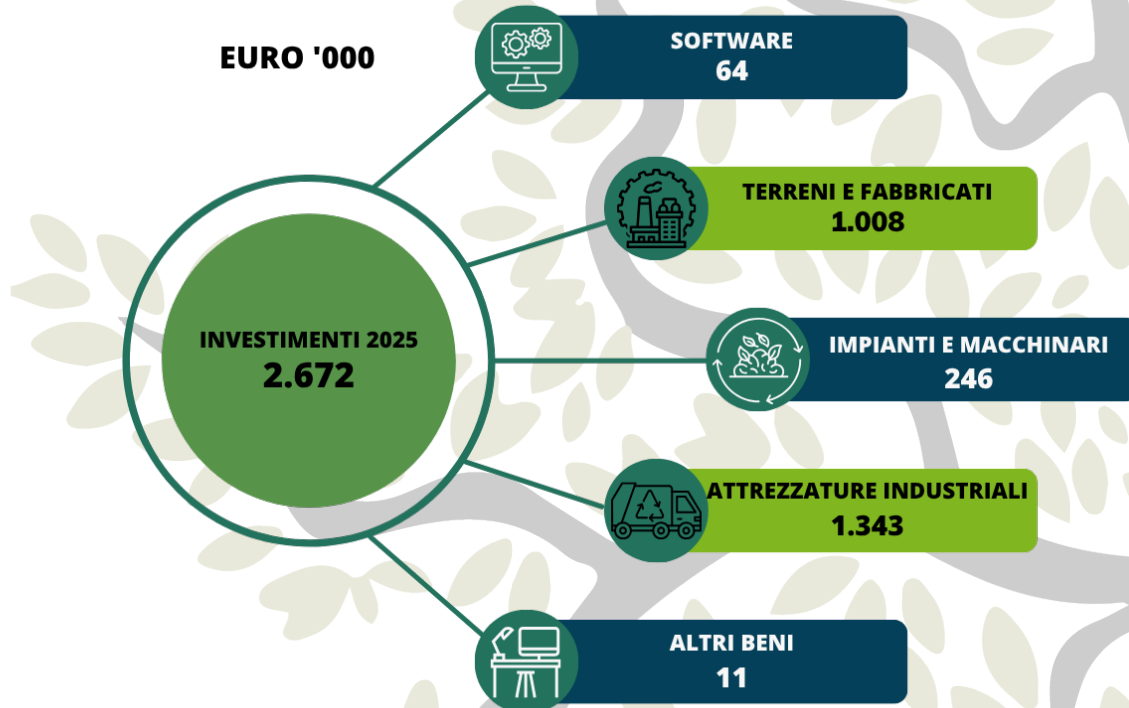 EURO '000
SOFTWARE
64
TERRENI E FABBRICATI
1.008
INVESTIMENTI 2025
2.672
IMPIANTI E MACCHINARI
246
ATTREZZATURE INDUSTRIALI
1.343
ALTRI BENI
11